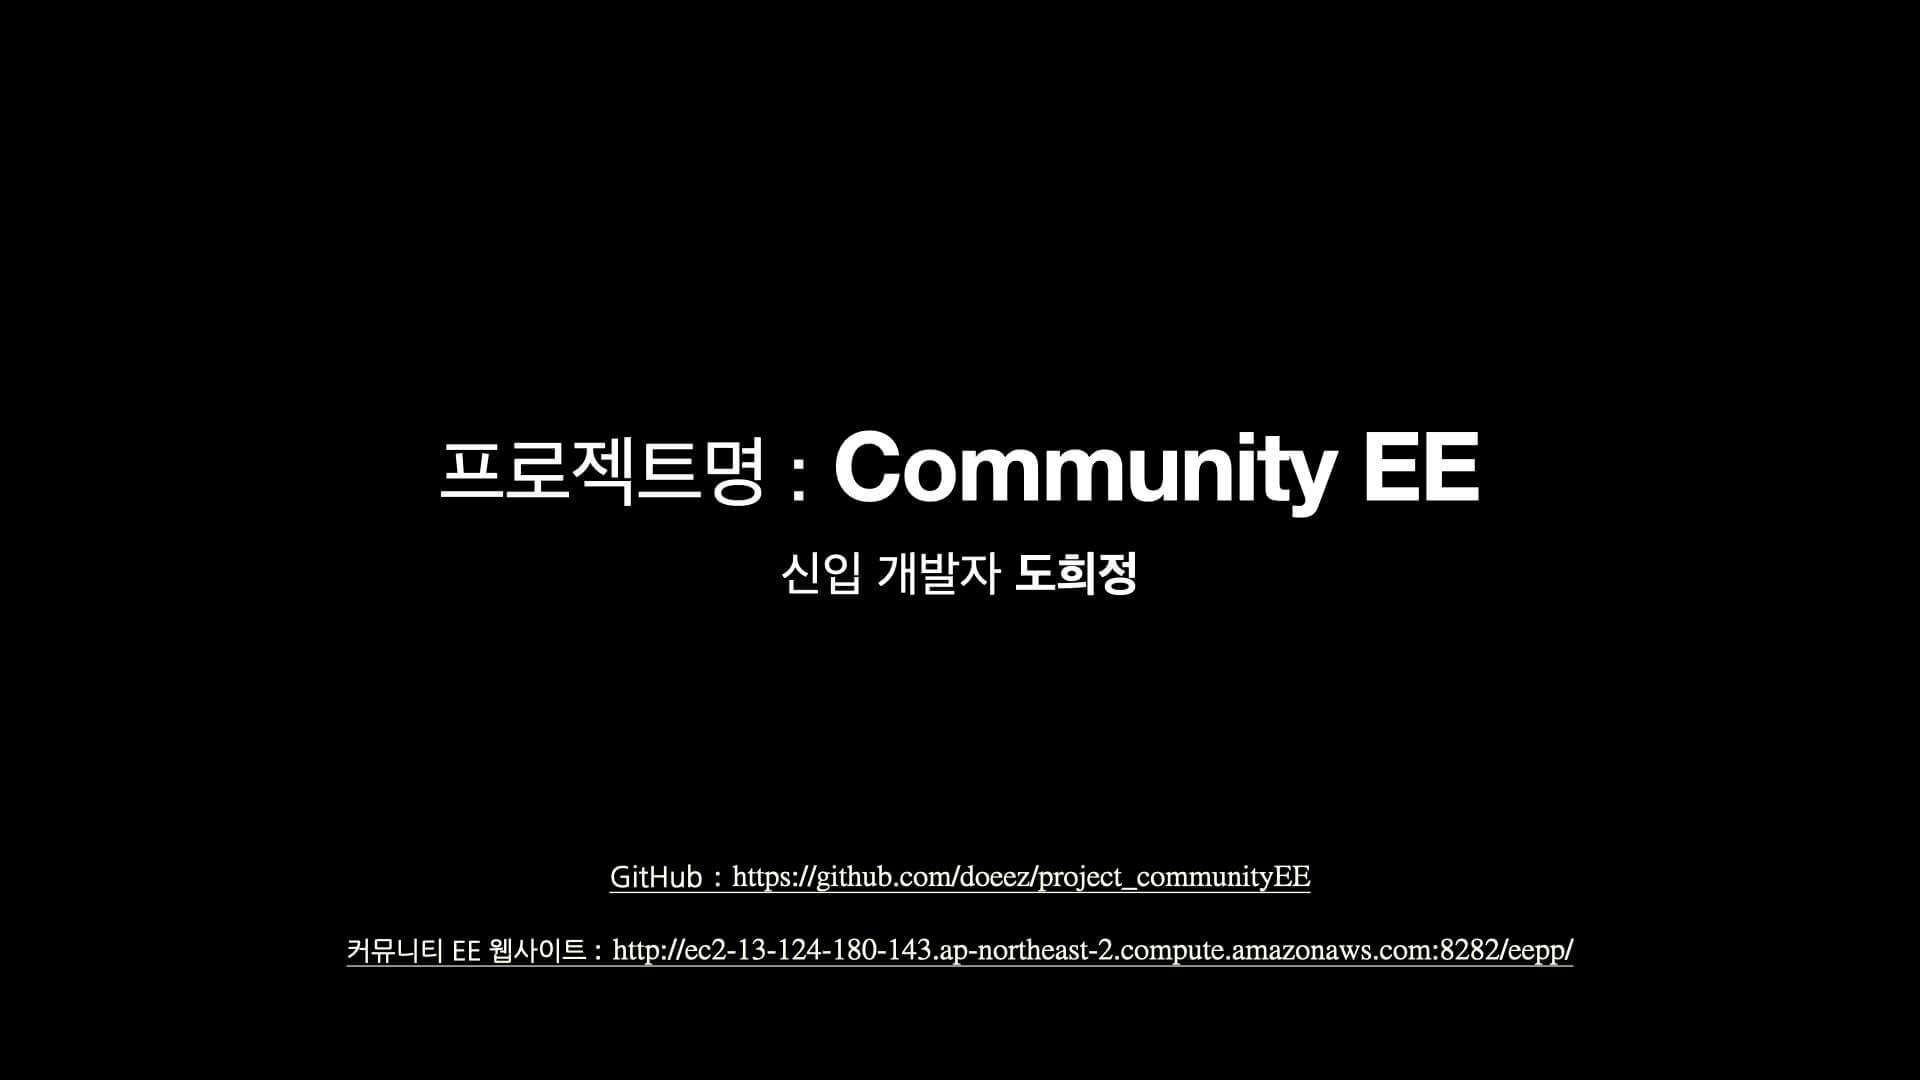 프로젝트명 : Community EE
신입 개발자 도희정
GitHub : https://github.com/doeez/project_communityEE
커뮤니티 EE 웹사이트 : http://ec2-13-124-180-143.ap-northeast-2.compute.amazonaws.com:8282/eepp/